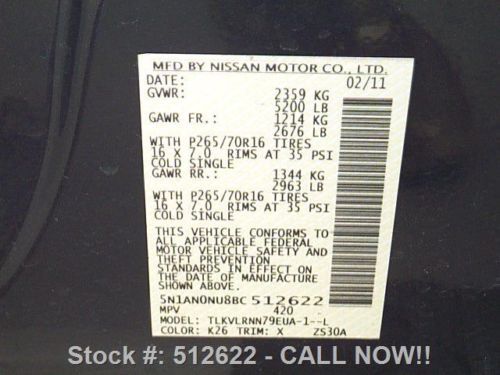 MFD BY NISSAN MOTOR CO., LTD.
DATE: 02/11
GVWR: 2359 KG
5200 LB
GAWR FR.: 1214 KG
2676 LB
WITH P265/70R16 TIRES
16 X 7.0 RIMS AT 35 PSI
COLD SINGLE
GAWR RR.: 1344 KG
2963 LB
WITH P265/70R16 TIRES
16 X 7.0 RIMS AT 35 PSI
COLD SINGLE
THIS VEHICLE CONFORMS TO
ALL APPLICABLE FEDERAL
MOTOR VEHICLE SAFETY AND
THEFT PREVENTION
STANDARDS IN EFFECT ON
THE DATE OF MANUFACTURE
SHOWN ABOVE.
5N1AN0NU8BC 512622
MPV 420
MODEL: TLKVLRNN79EUA-1--L
COLOR: K26 TRIM: X ZS30A
Stock #: 512622 - CALL NOW!!